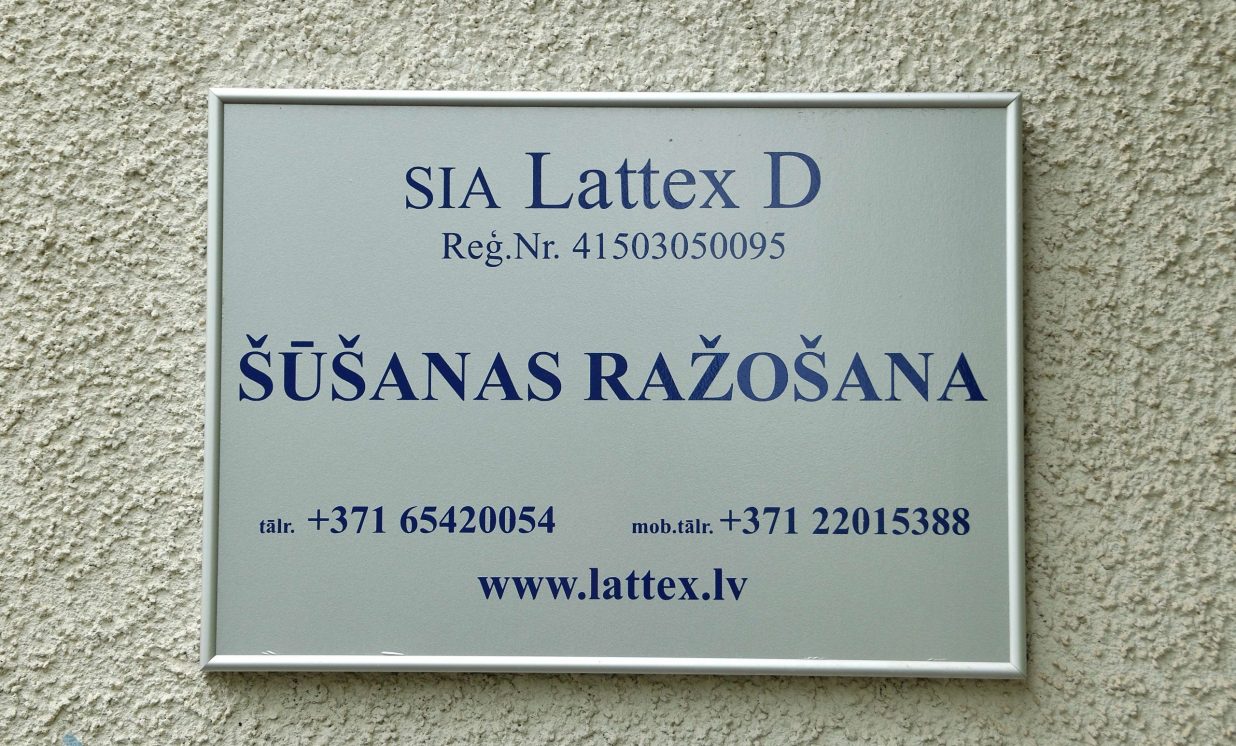 SIA Lattex D
Reģ.Nr. 41503050095
ŠŪŠANAS RAŽOŠANA
tālr. +371 65420054 mob.tālr. +371 22015388
www.lattex.lv